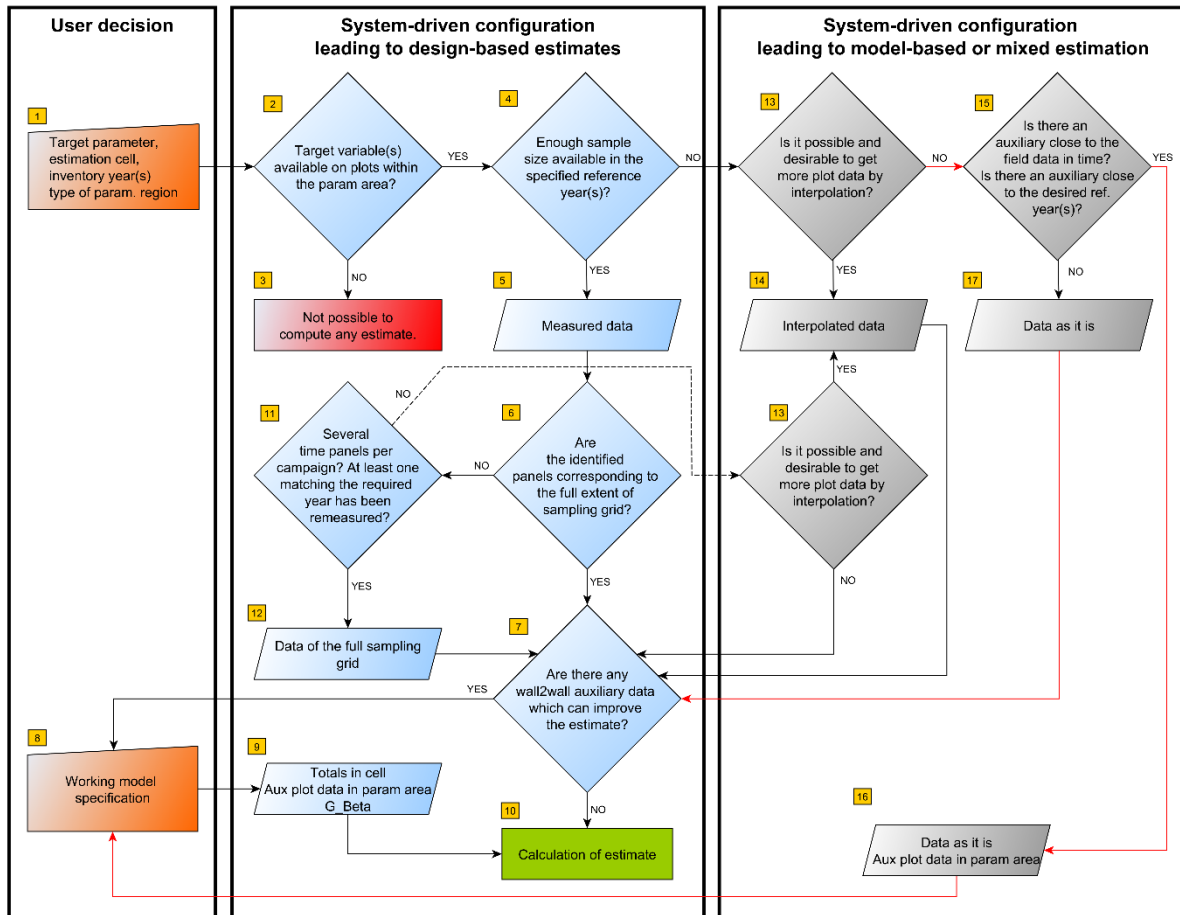 User decision
System-driven configuration
leading to design-based estimates
System-driven configuration
leading to model-based or mixed estimation
1
Target parameter,
estimation cell,
inventory year(s)
type of param. region
2
Target variable(s)
available on plots within
the param area?
YES
NO
3
Not possible to
compute any estimate.
4
Enough sample
size available in the
specified reference
year(s)?
NO
YES
5
Measured data
13
Is it possible and
desirable to get
more plot data by
interpolation?
NO
YES
15
Is there an
auxiliary close to the
field data in time?
Is there an auxiliary close
to the desired ref.
year(s)?
YES
NO
14
Interpolated data
17
Data as it is
11
Several
time panels per
campaign? At least one
matching the required
year has been
remeasured?
NO
YES
6
Are
the identified
panels corresponding to
the full extent of
sampling grid?
NO
YES
13
Is it possible and
desirable to get
more plot data by
interpolation?
YES
NO
12
Data of the full sampling
grid
7
Are there any
wall2wall auxiliary data
which can improve
the estimate?
YES
NO
8
Working model
specification
9
Totals in cell
Aux plot data in param area
G_Beta
10
Calculation of estimate
16
Data as it is
Aux plot data in param area